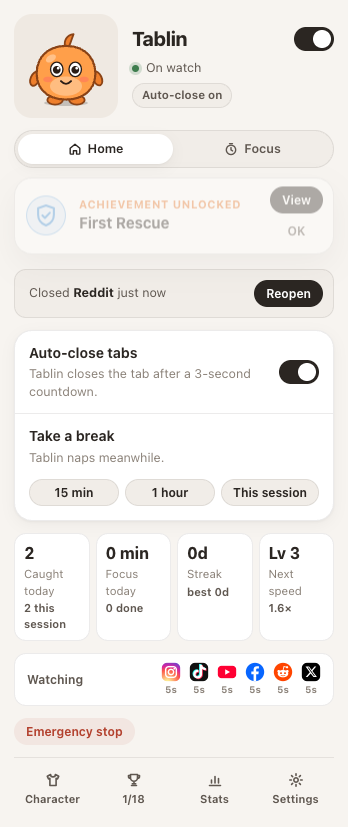 Tablin
On watch
Auto-close on
Home
Focus
ACHIEVEMENT UNLOCKED
First Rescue
View
OK
Closed Reddit just now
Reopen
Auto-close tabs
Tablin closes the tab after a 3-second
countdown.
Take a break
Tablin naps meanwhile.
15 min
1 hour
This session
2
Caught
today
2 this
session
0 min
Focus
today
0 done
0d
Streak
best 0d
Lv 3
Next
speed
1.6×
Watching
5s
5s
5s
5s
5s
5s
Emergency stop
Character
1/18
Stats
Settings